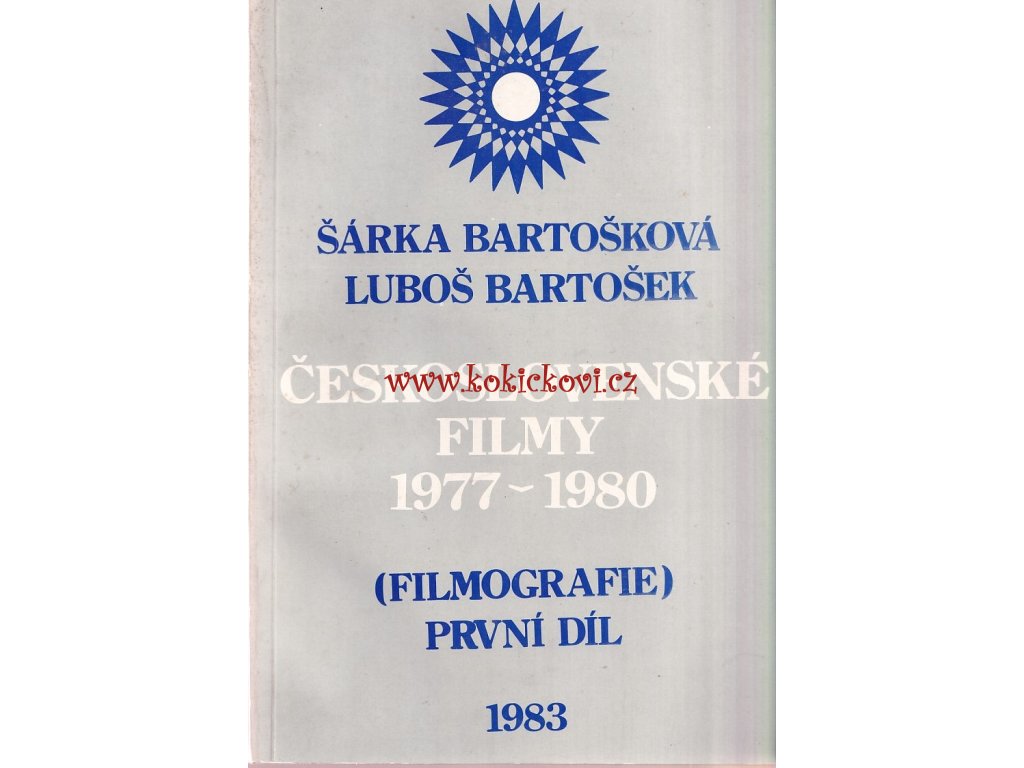 ŠÁRKA BARTOŠKOVÁ
LUBOŠ BARTOŠEK
ČESKOSLOVENSKÉ
www.kokickovi.cz
FILMY
1977~1980
(FILMOGRAFIE)
PRVNÍ DÍL
1983